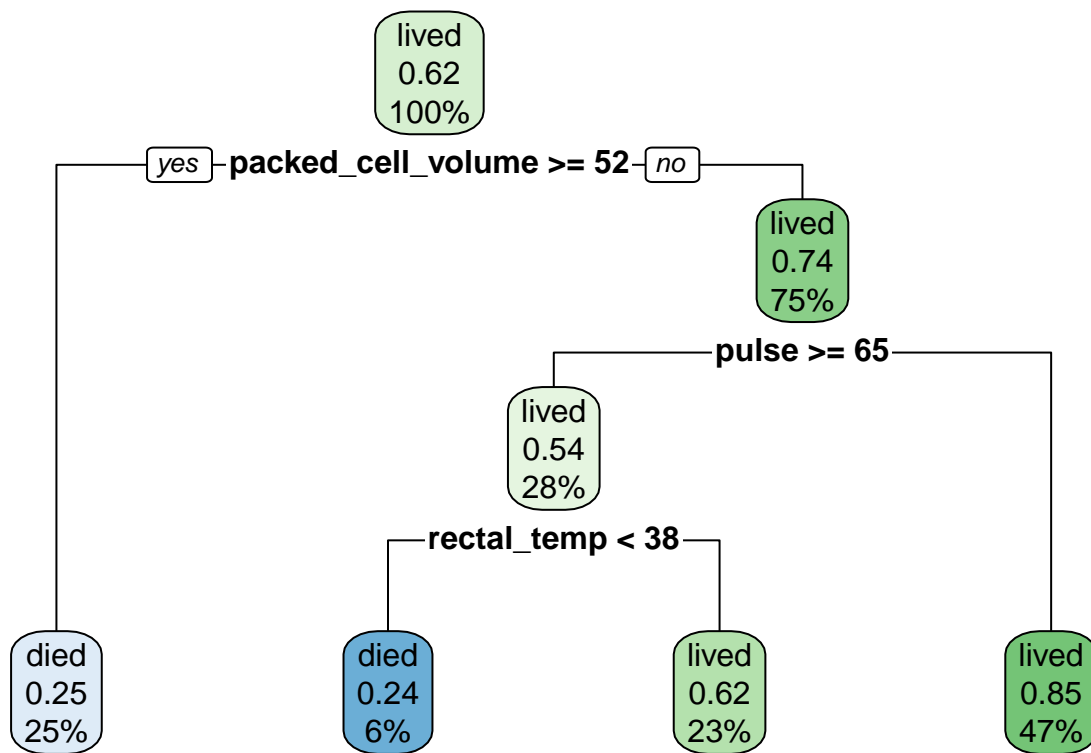 lived
0.62
100%
yes packed_cell_volume >= 52 no
lived
0.74
75%
pulse >= 65
lived
0.54
28%
rectal_temp < 38
died
0.25
25%
died
0.24
6%
lived
0.62
23%
lived
0.85
47%